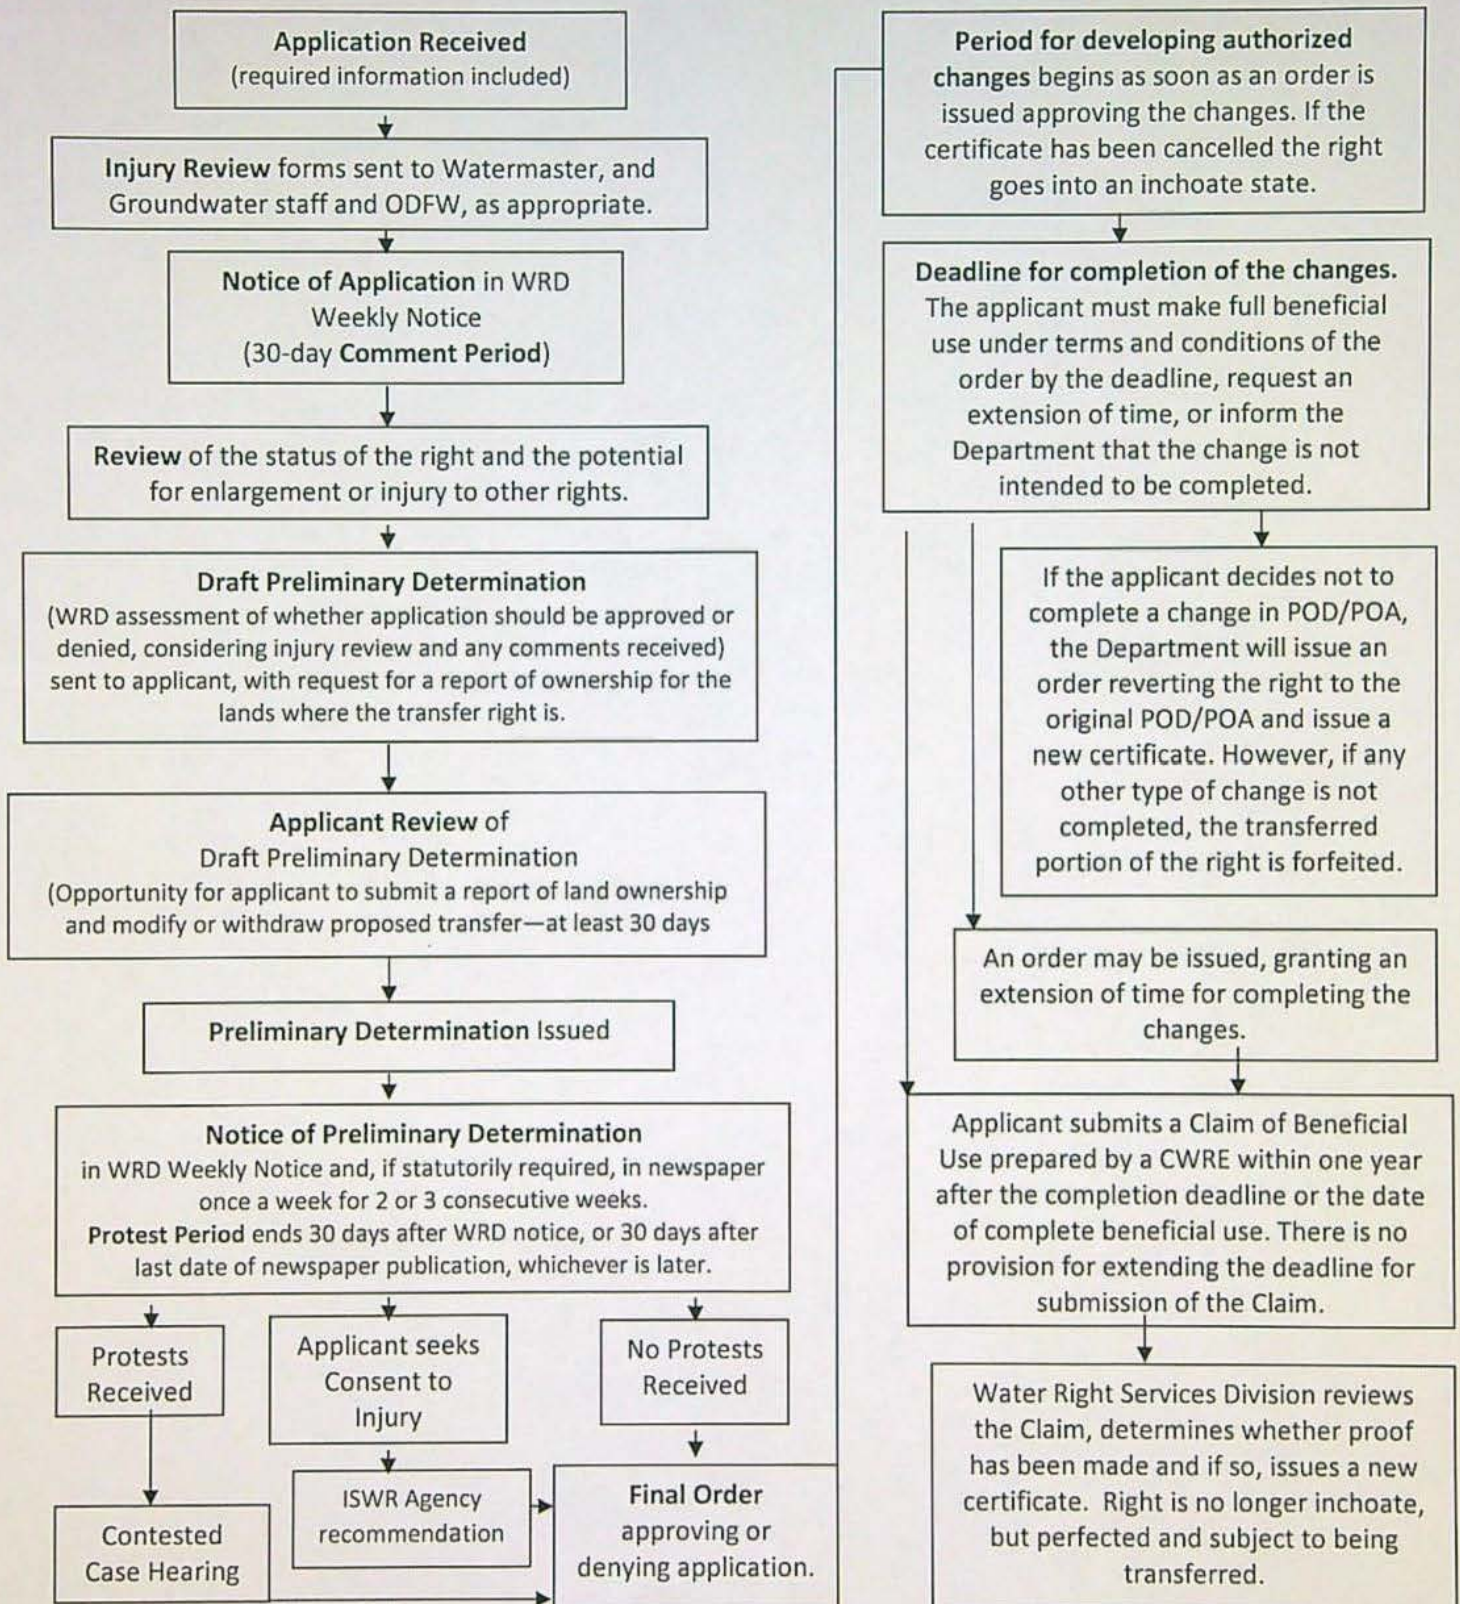 Application Received
(required information included)
Injury Review forms sent to Watermaster, and
Groundwater staff and ODFW, as appropriate.
Notice of Application in WRD
Weekly Notice
(30-day Comment Period)
Review of the status of the right and the potential
for enlargement or injury to other rights.
Draft Preliminary Determination
(WRD assessment of whether application should be approved or
denied, considering injury review and any comments received)
sent to applicant, with request for a report of ownership for the
lands where the transfer right is.
Applicant Review of
Draft Preliminary Determination
(Opportunity for applicant to submit a report of land ownership
and modify or withdraw proposed transfer—at least 30 days
Preliminary Determination Issued
Notice of Preliminary Determination
in WRD Weekly Notice and, if statutorily required, in newspaper
once a week for 2 or 3 consecutive weeks.
Protest Period ends 30 days after WRD notice, or 30 days after
last date of newspaper publication, whichever is later.
Protests
Received
Applicant seeks
Consent to
Injury
No Protests
Received
Contested
Case Hearing
ISWR Agency
recommendation
Final Order
approving or
denying application.
Period for developing authorized
changes begins as soon as an order is
issued approving the changes. If the
certificate has been cancelled the right
goes into an inchoate state.
Deadline for completion of the changes.
The applicant must make full beneficial
use under terms and conditions of the
order by the deadline, request an
extension of time, or inform the
Department that the change is not
intended to be completed.
If the applicant decides not to
complete a change in POD/POA,
the Department will issue an
order reverting the right to the
original POD/POA and issue a
new certificate. However, if any
other type of change is not
completed, the transferred
portion of the right is forfeited.
An order may be issued, granting an
extension of time for completing the
changes.
Applicant submits a Claim of Beneficial
Use prepared by a CWRE within one year
after the completion deadline or the date
of complete beneficial use. There is no
provision for extending the deadline for
submission of the Claim.
Water Right Services Division reviews
the Claim, determines whether proof
has been made and if so, issues a new
certificate. Right is no longer inchoate,
but perfected and subject to being
transferred.